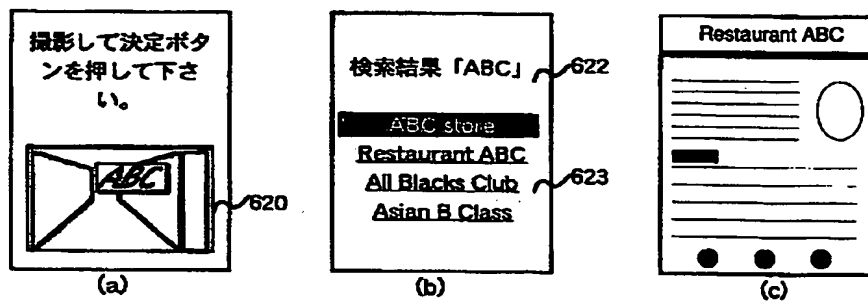 撮影して決定ボタ
ンを押して下さ
い。
ABC
620
(a)
検索結果「ABC」
622
ABC store
Restaurant ABC
All Blacks Club
623
Asian B Class
(b)
Restaurant ABC
(c)